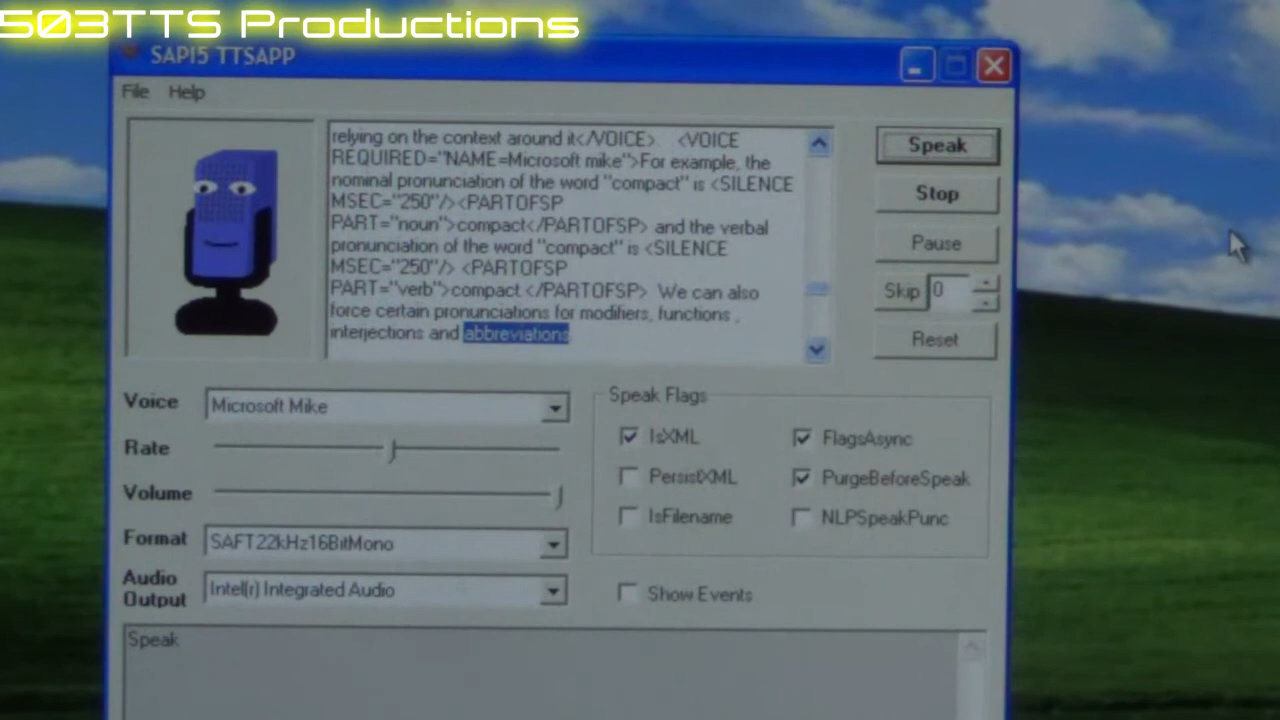 503TTS Productions
SAPI5 TTSAPP
File Help
relying on the context around it</VOICE>. <VOICE
REQUIRED="NAME=Microsoft mike">For example, the
nominal pronunciation of the word "compact" is <SILENCE
MSEC="250"/><PARTOFSP
PART="noun">compact</PARTOFSP> and the verbal
pronunciation of the word "compact" is <SILENCE
MSEC="250"/> <PARTOFSP
PART="verb">compact </PARTOFSP> We can also
force certain pronunciations for modifiers, functions ,
interjections and abbreviations
Speak
Stop
Pause
Skip 0
Reset
Voice Microsoft Mike
Rate
Volume
Format SAFT22kHz16BitMono
Audio
Output Intel(r) Integrated Audio
Speak Flags
IsXML FlagsAsync
PersistXML PurgeBeforeSpeak
IsFilename NLPSpeakPunc
Show Events
Speak